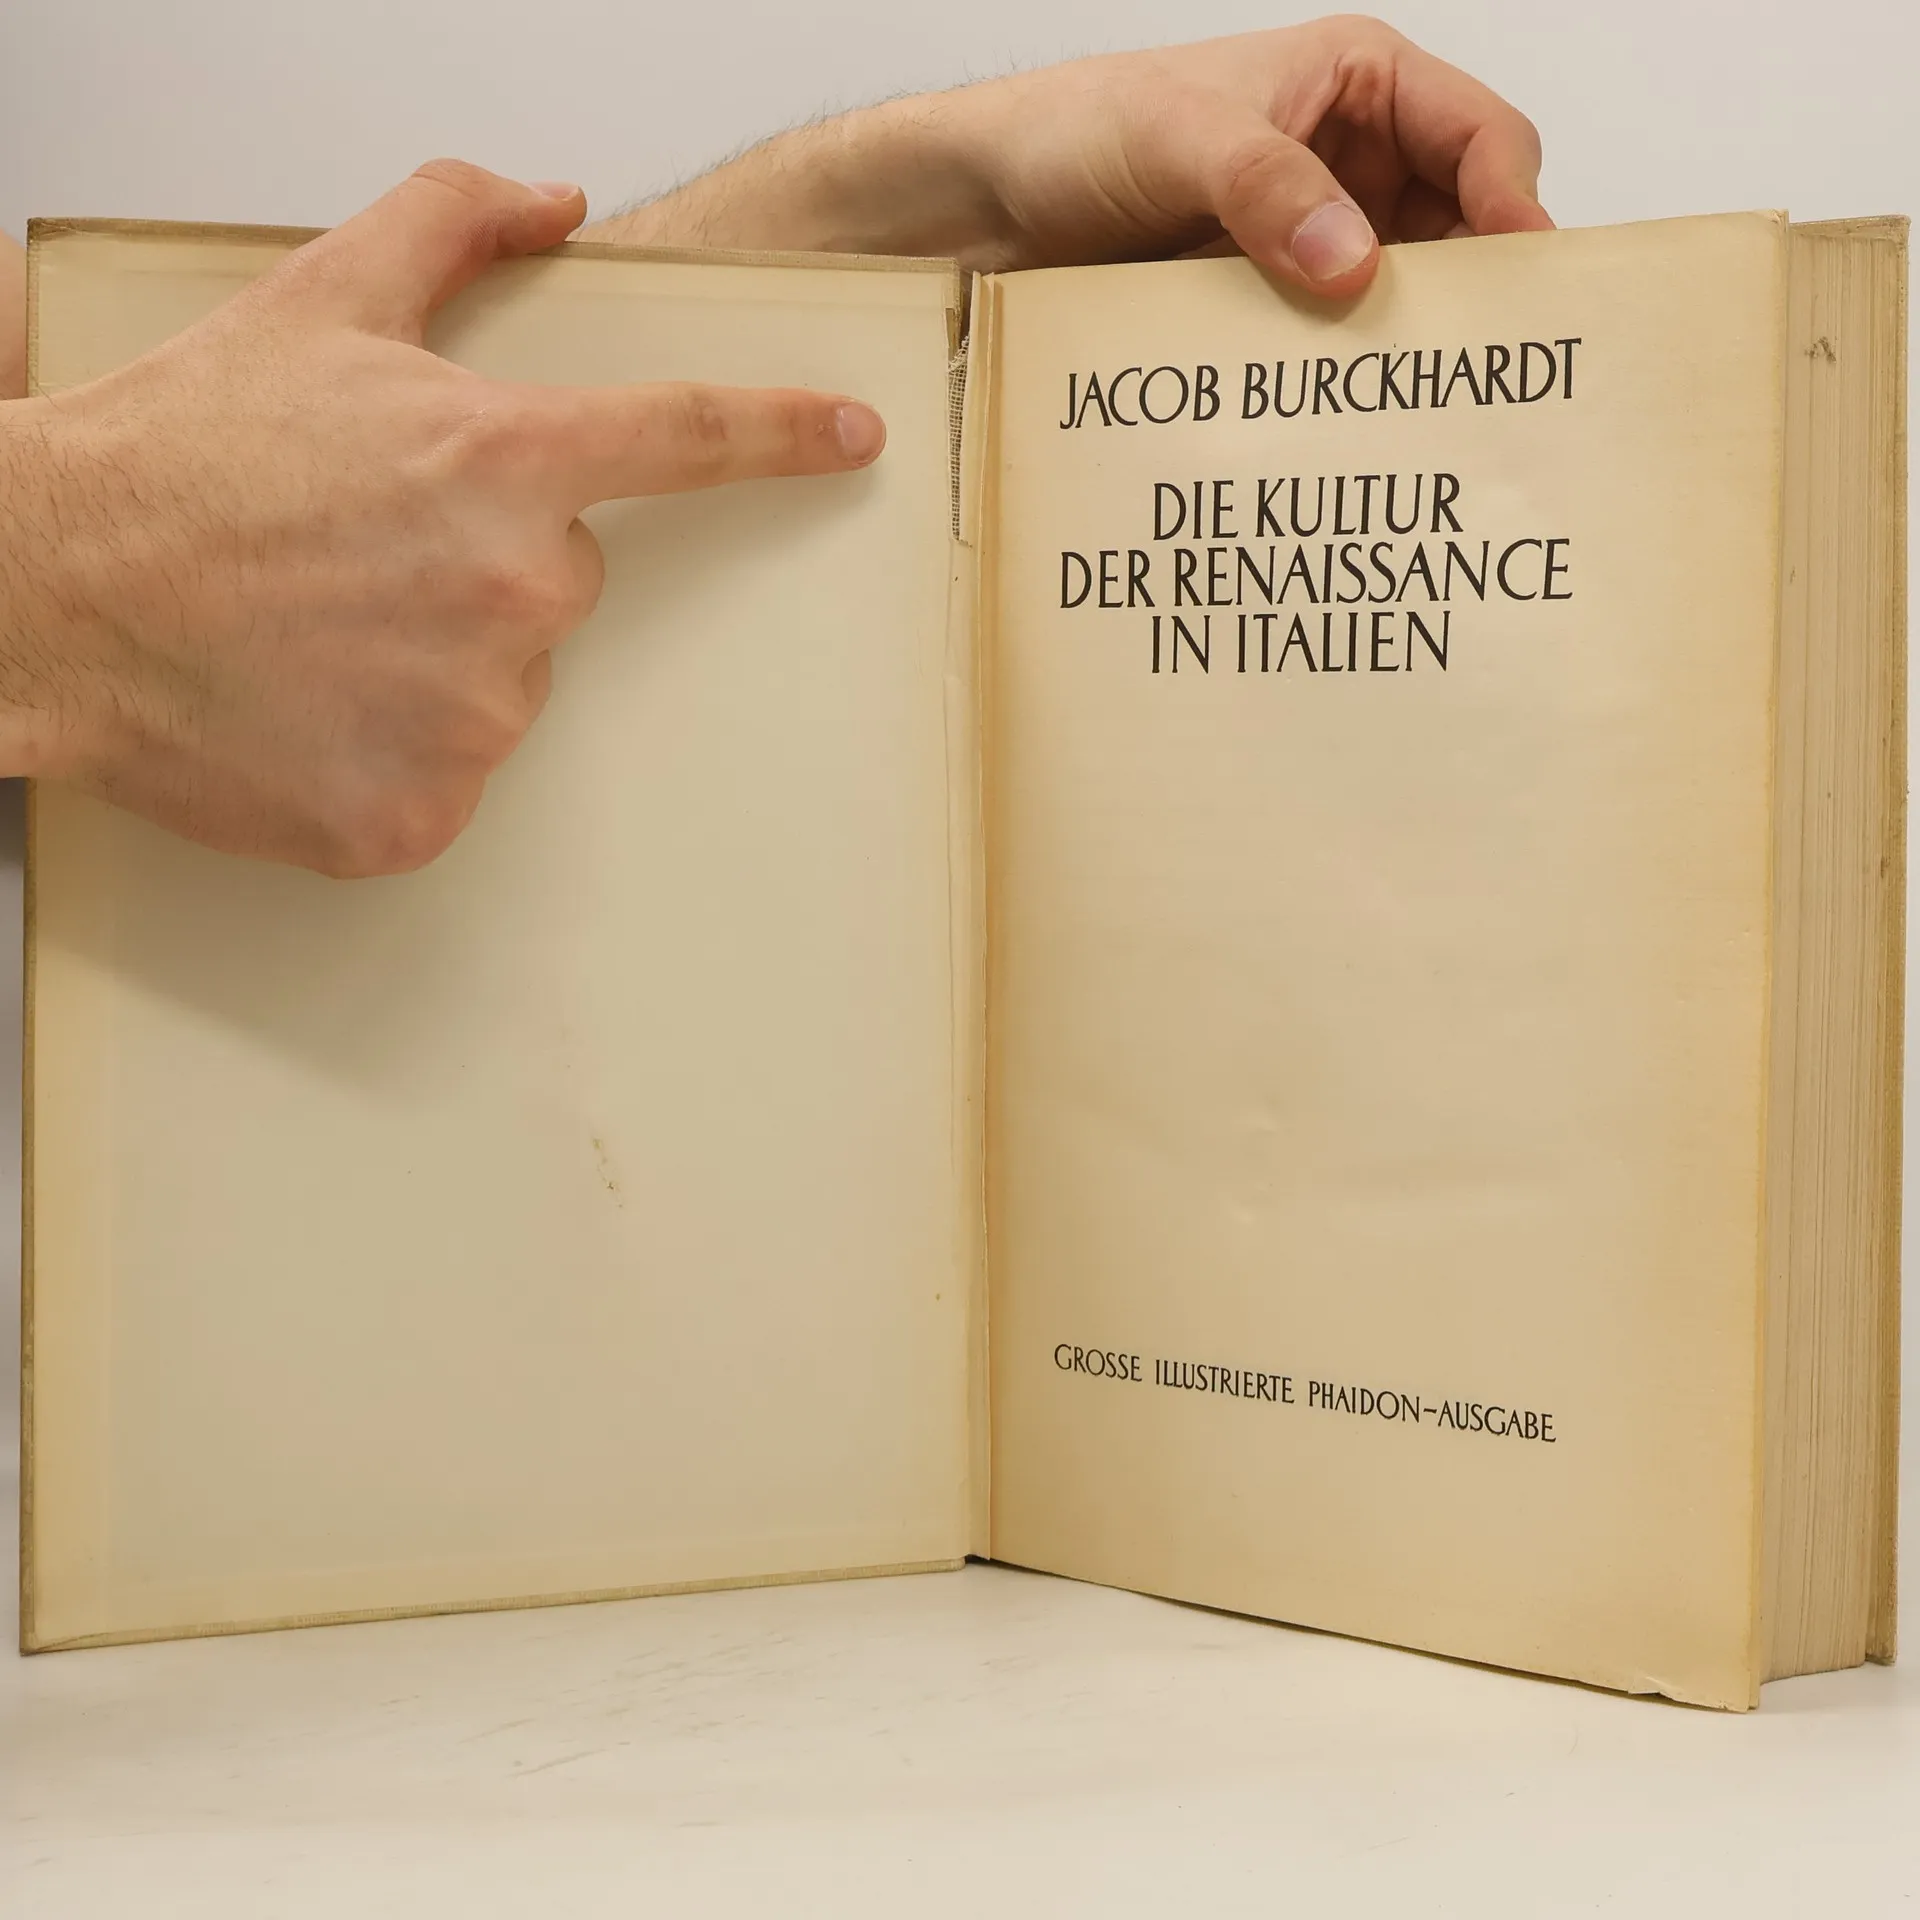 JACOB BURCKHARDT
DIE KULTUR
DER RENAISSANCE
IN ITALIEN
GROSSE ILLUSTRIERTE PHAIDON-AUSGABE